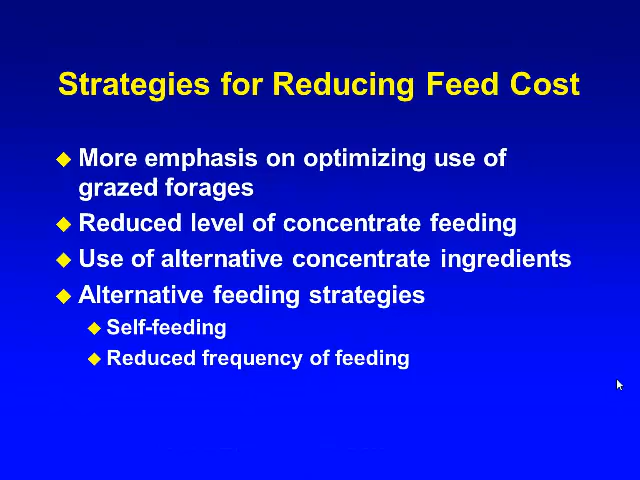 Strategies for Reducing Feed Cost
More emphasis on optimizing use of
grazed forages
Reduced level of concentrate feeding
Use of alternative concentrate ingredients
Alternative feeding strategies
Self-feeding
Reduced frequency of feeding